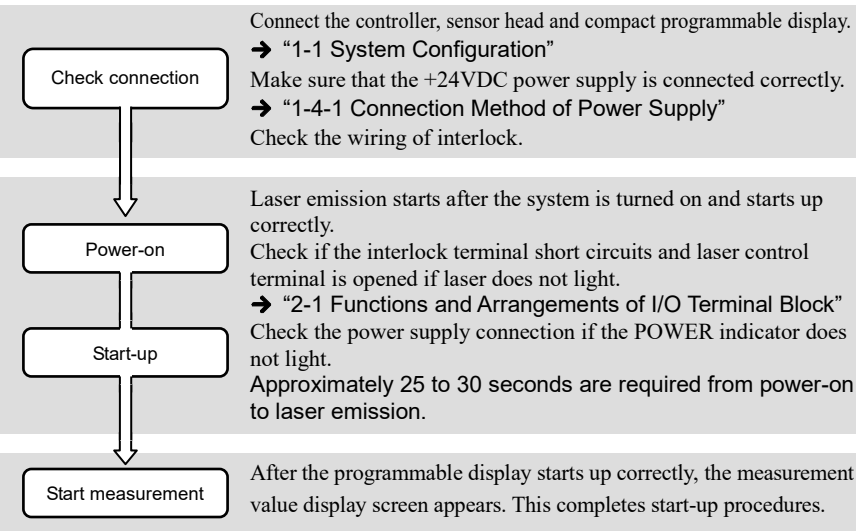 Connect the controller, sensor head and compact programmable display.
➔ “1-1 System Configuration”
Check connection
Make sure that the +24VDC power supply is connected correctly.
➔ “1-4-1 Connection Method of Power Supply”
Check the wiring of interlock.
Laser emission starts after the system is turned on and starts up
correctly.
Power-on
Check if the interlock terminal short circuits and laser control
terminal is opened if laser does not light.
➔ “2-1 Functions and Arrangements of I/O Terminal Block”
Start-up
Check the power supply connection if the POWER indicator does
not light.
Approximately 25 to 30 seconds are required from power-on
to laser emission.
Start measurement
After the programmable display starts up correctly, the measurement
value display screen appears. This completes start-up procedures.